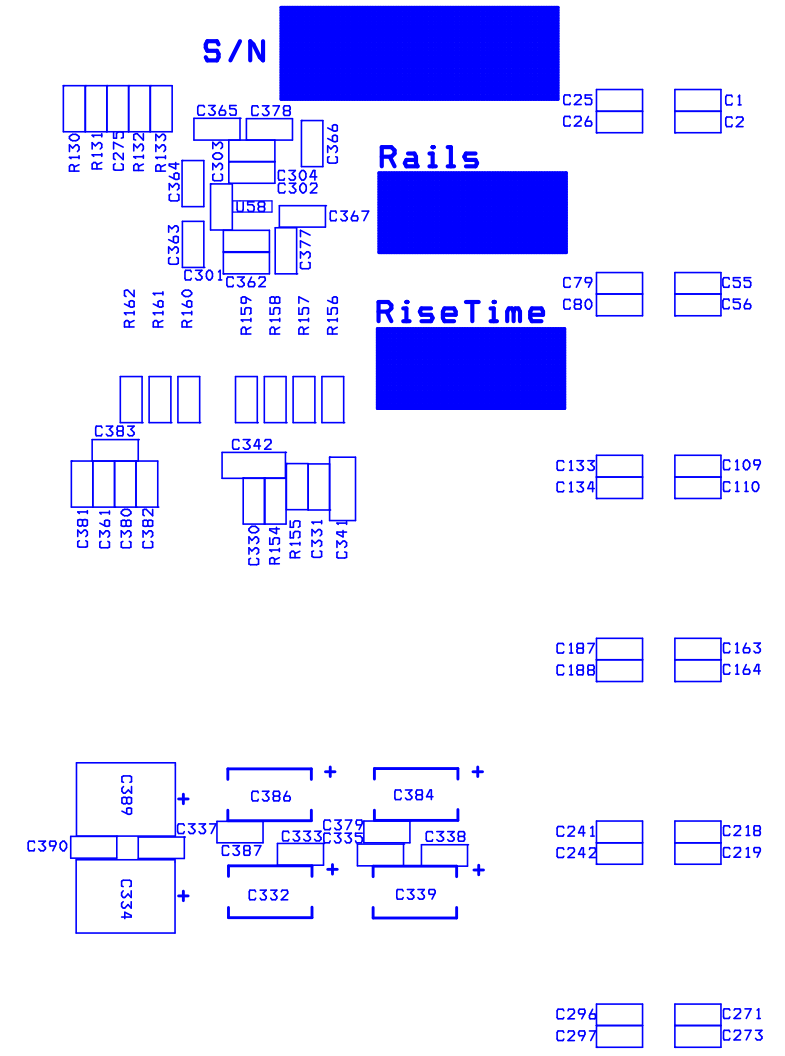 S/N
C25 C1
C26 C2
C365 C378
C366
R130 R131 C275 R132 R133
C303
C364
C304
C302
Rails
U58
C367
C363
C377
C301
C362
C79 C55
C80 C56
R162 R161 R160 R159 R158 R157 R156
RiseTime
C383
C342
C133 C109
C134 C110
C381 C361 C380 C382
C330 R154 R155 C331 C341
C187 C163
C188 C164
+ + +
C389 C386 C384
+
C337 C379
C333 C335 C338
C241 C218
C390 C387
C242 C219
+ + +
C334 C332 C339
C296 C271
C297 C273